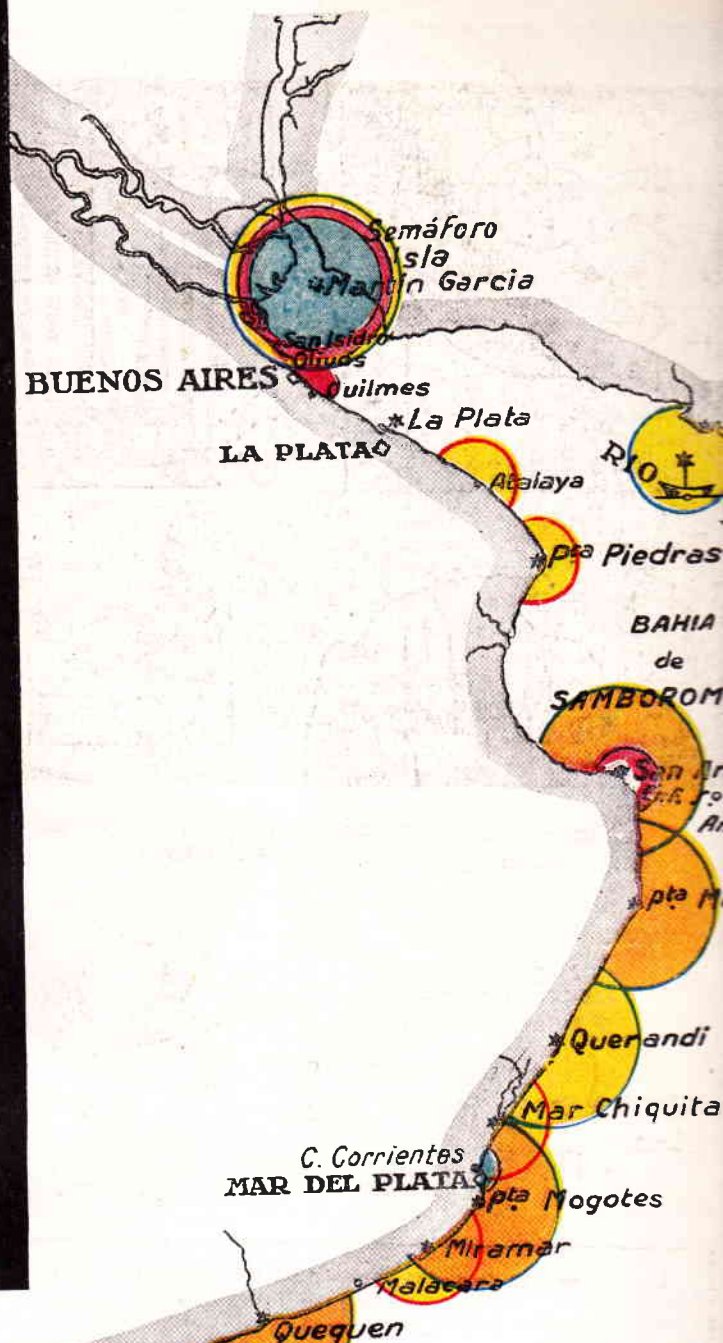 Semáforo
Isla
Martin Garcia
San Isidro
Olivos
BUENOS AIRES
Quilmes
La Plata
LA PLATA
Atalaya
RIO
Pta Piedras
BAHIA
de
SAMBOROM
San
pta
Querandi
Mar Chiquita
C. Corrientes
MAR DEL PLATA
pta Mogotes
Miramar
Malacara
Quequen